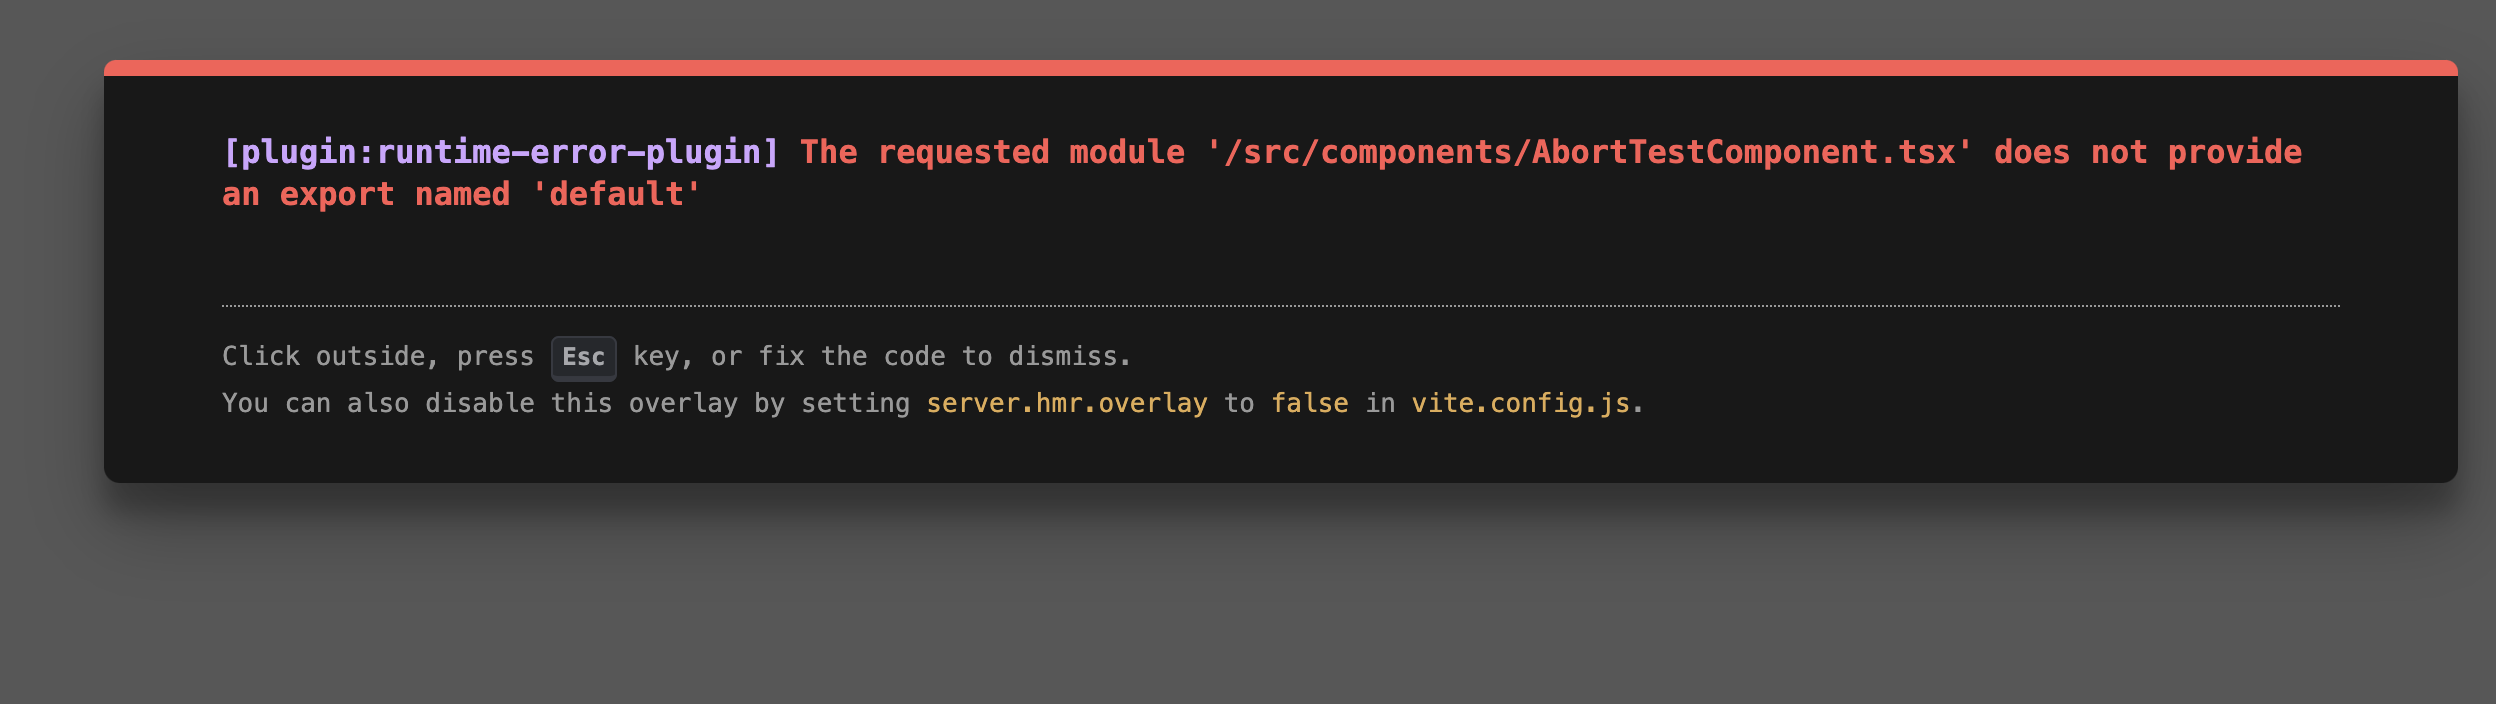 [plugin:runtime-error-plugin] The requested module '/src/components/AbortTestComponent.tsx' does not provide
an export named 'default'
Click outside, press Esc key, or fix the code to dismiss.
You can also disable this overlay by setting server.hmr.overlay to false in vite.config.js.